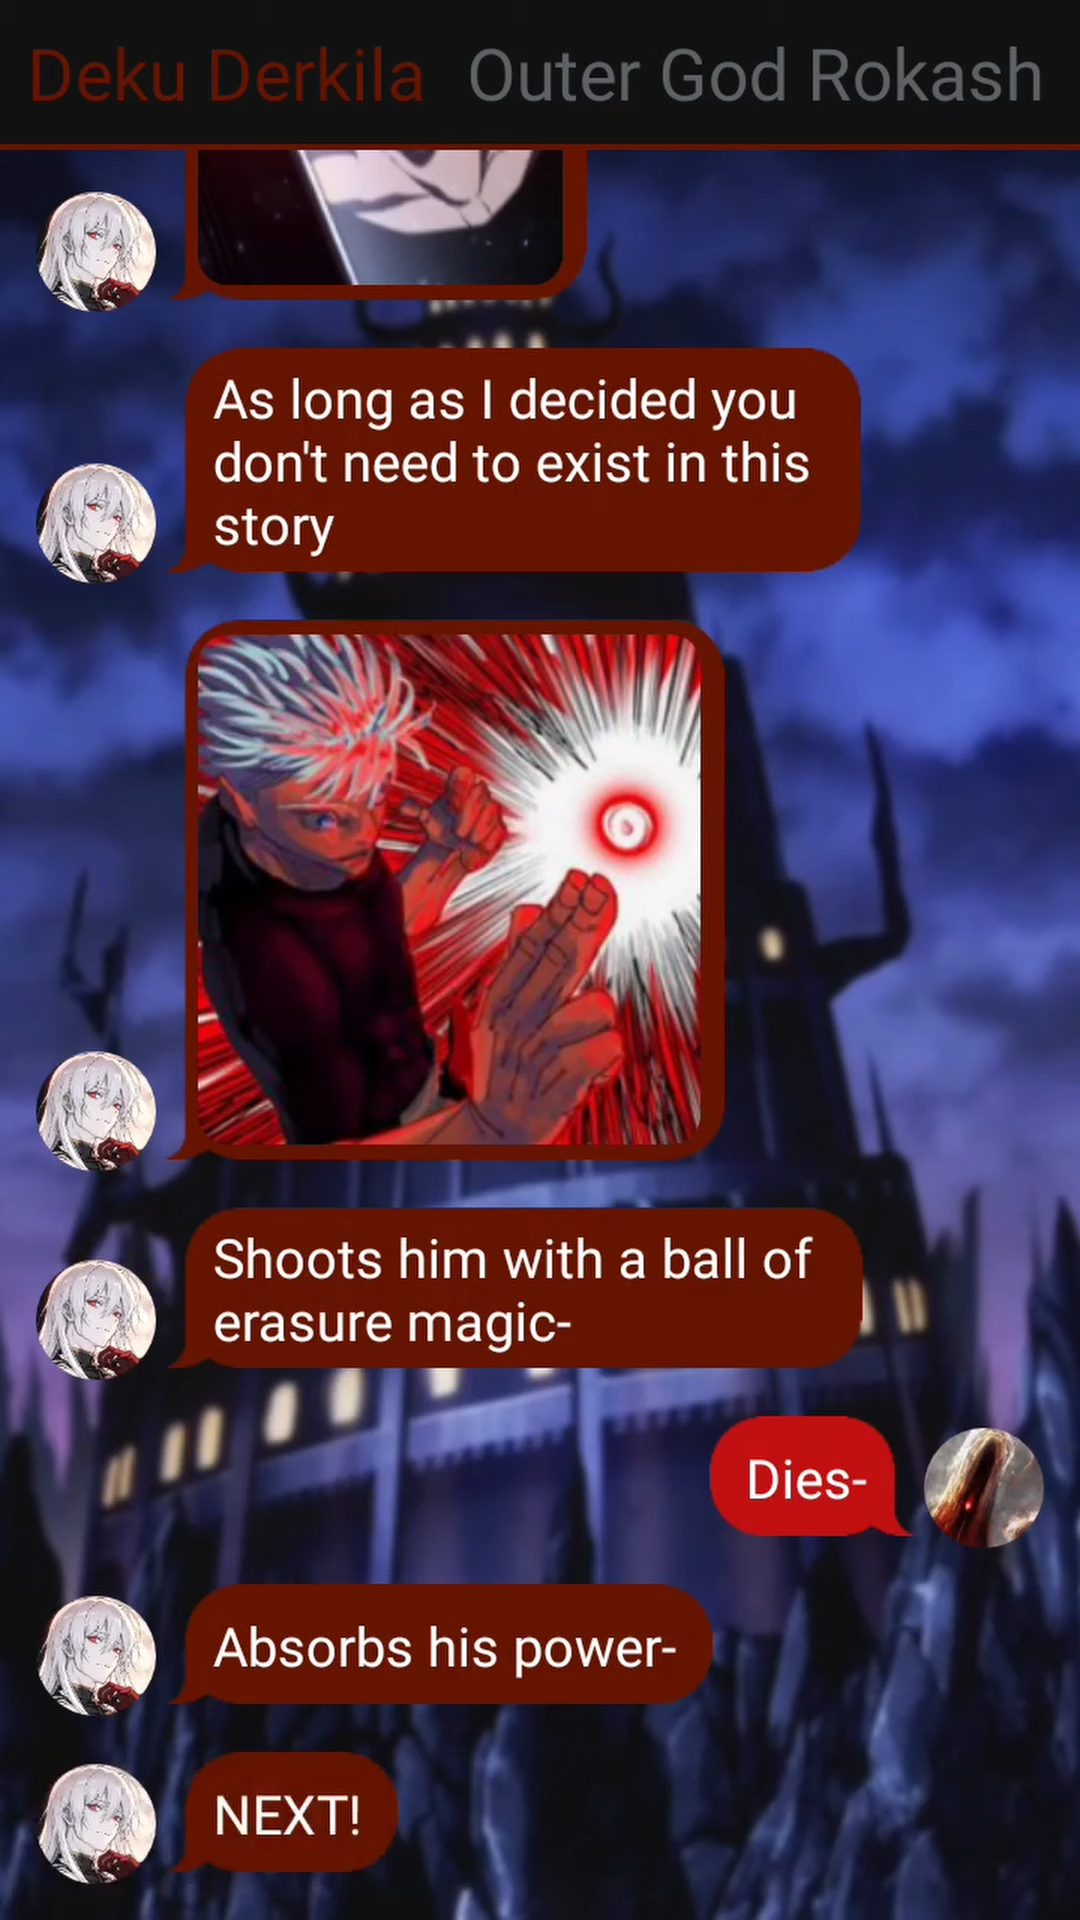 Deku Derkila Outer God Rokash
As long as I decided you
don't need to exist in this
story
Shoots him with a ball of
erasure magic-
Dies-
Absorbs his power-
NEXT!